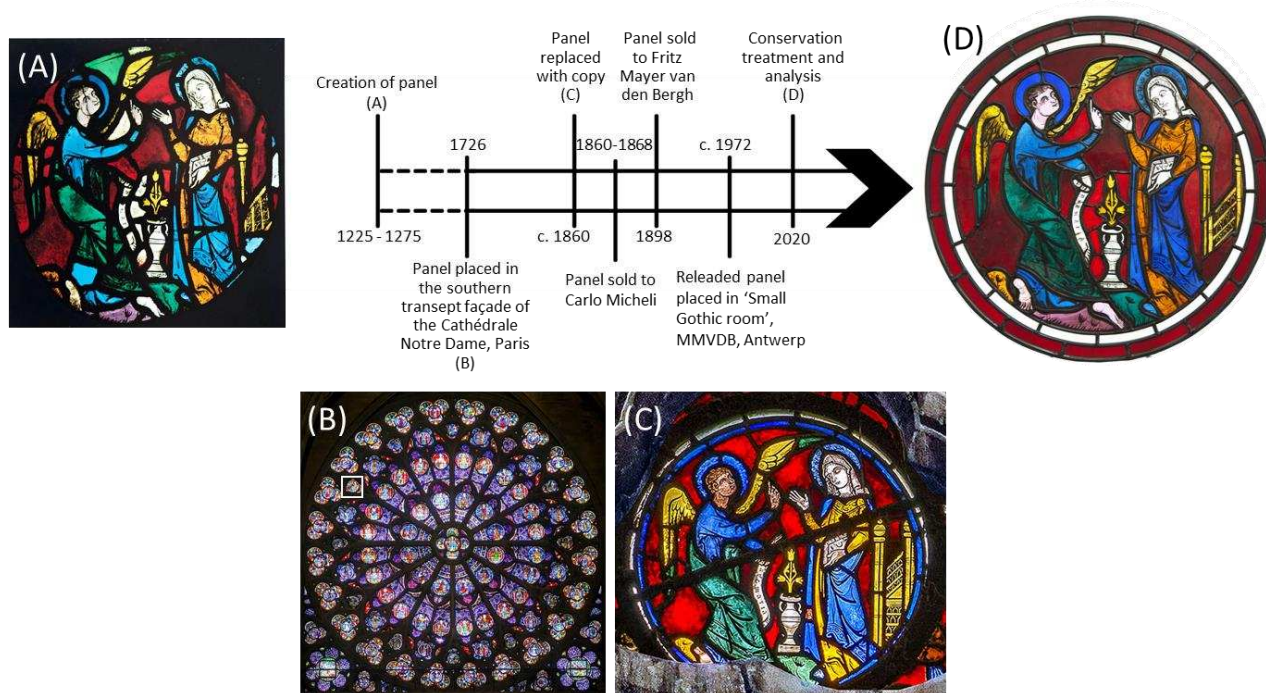 (A)
Creation of panel
(A)
1726
Panel
replaced
with copy
(C)
1860-1868
Panel sold
to Fritz
Mayer van
den Bergh
c. 1972
Conservation
treatment and
analysis
(D)
(D)
1225 - 1275
Panel placed in
the southern
transept façade of
the Cathédrale
Notre Dame, Paris
(B)
c. 1860
Panel sold to
Carlo Micheli
1898
Releaded panel
placed in ‘Small
Gothic room’,
MMVDB, Antwerp
2020
(B)
(C)